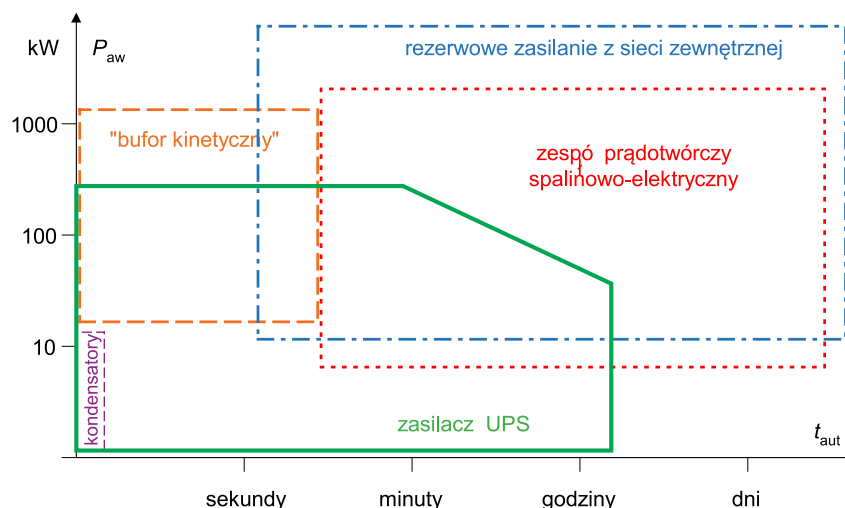 kW
P_aw
rezerwowe zasilanie z sieci zewnętrznej
1000
"bufor kinetyczny"
zespół prądotwórczy
spalinowo-elektryczny
100
10
kondensatory
zasilacz UPS
t_aut
sekundy
minuty
godziny
dni